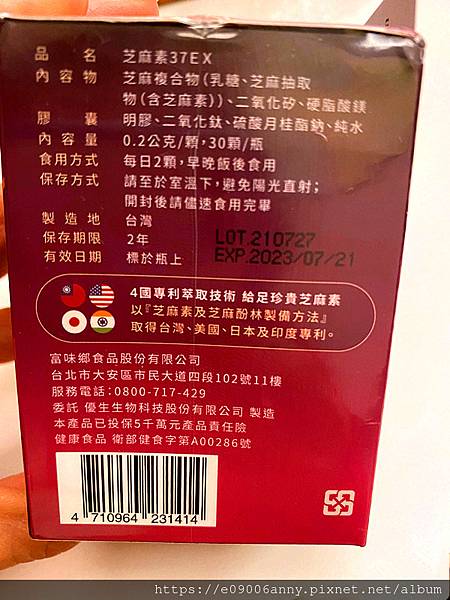 品名 芝麻素37EX
內容物 芝麻複合物(乳糖、芝麻抽取
物(含芝麻素))、二氧化矽、硬脂酸鎂
膠囊 明膠、二氧化鈦、硫酸月桂酯鈉、純水
內容量 0.2公克/顆,30顆/瓶
食用方式 每日2顆,早晚飯後食用
保存方式 請至於室溫下,避免陽光直射;
開封後請儘速食用完畢
製造地 台灣
保存期限 2年 LOT.210727
有效日期 標於瓶上 EXP.2023/07/21
4國專利萃取技術 給足珍貴芝麻素
以『芝麻素及芝麻酚林製備方法』
取得台灣、美國、日本及印度專利。
富味鄉食品股份有限公司
台北市大安區市民大道四段102號11樓
服務電話:0800-717-429
委託 優生生物科技股份有限公司 製造
本產品已投保5千萬元產品責任險
健康食品 衛部健食字第A00286號
4 710964 231414
https://e09006anny.pixnet.net/album